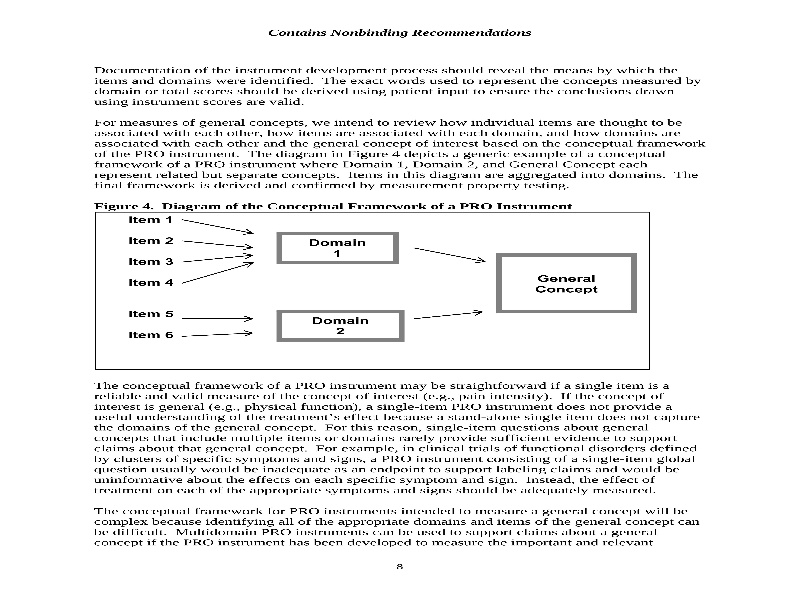 Contains Nonbinding Recommendations
Documentation of the instrument development process should reveal the means by which the
items and domains were identified.  The exact words used to represent the concepts measured by
domain or total scores should be derived using patient input to ensure the conclusions drawn
using instrument scores are valid.
For measures of general concepts, we intend to review how individual items are thought to be
associated with each other, how items are associated with each domain, and how domains are
associated with each other and the general concept of interest based on the conceptual framework
of the PRO instrument.  The diagram in Figure 4 depicts a generic example of a conceptual
framework of a PRO instrument where Domain 1, Domain 2, and General Concept each
represent related but separate concepts.  Items in this diagram are aggregated into domains.  The
final framework is derived and confirmed by measurement property testing.
Figure 4.  Diagram of the Conceptual Framework of a PRO Instrument
Item 1
Item 2
Item 3
Item 4
Domain
1
General
Concept
Item 5
Item 6
Domain
2
The conceptual framework of a PRO instrument may be straightforward if a single item is a
reliable and valid measure of the concept of interest (e.g., pain intensity).  If the concept of
interest is general (e.g., physical function), a single-item PRO instrument does not provide a
useful understanding of the treatment's effect because a stand-alone single item does not capture
the domains of the general concept.  For this reason, single-item questions about general
concepts that include multiple items or domains rarely provide sufficient evidence to support
claims about that general concept.  For example, in clinical trials of functional disorders defined
by clusters of specific symptoms and signs, a PRO instrument consisting of a single-item global
question usually would be inadequate as an endpoint to support labeling claims and would be
uninformative about the effects on each specific symptom and sign.  Instead, the effect of
treatment on each of the appropriate symptoms and signs should be adequately measured.
The conceptual framework for PRO instruments intended to measure a general concept will be
complex because identifying all of the appropriate domains and items of the general concept can
be difficult.  Multidomain PRO instruments can be used to support claims about a general
concept if the PRO instrument has been developed to measure the important and relevant
8